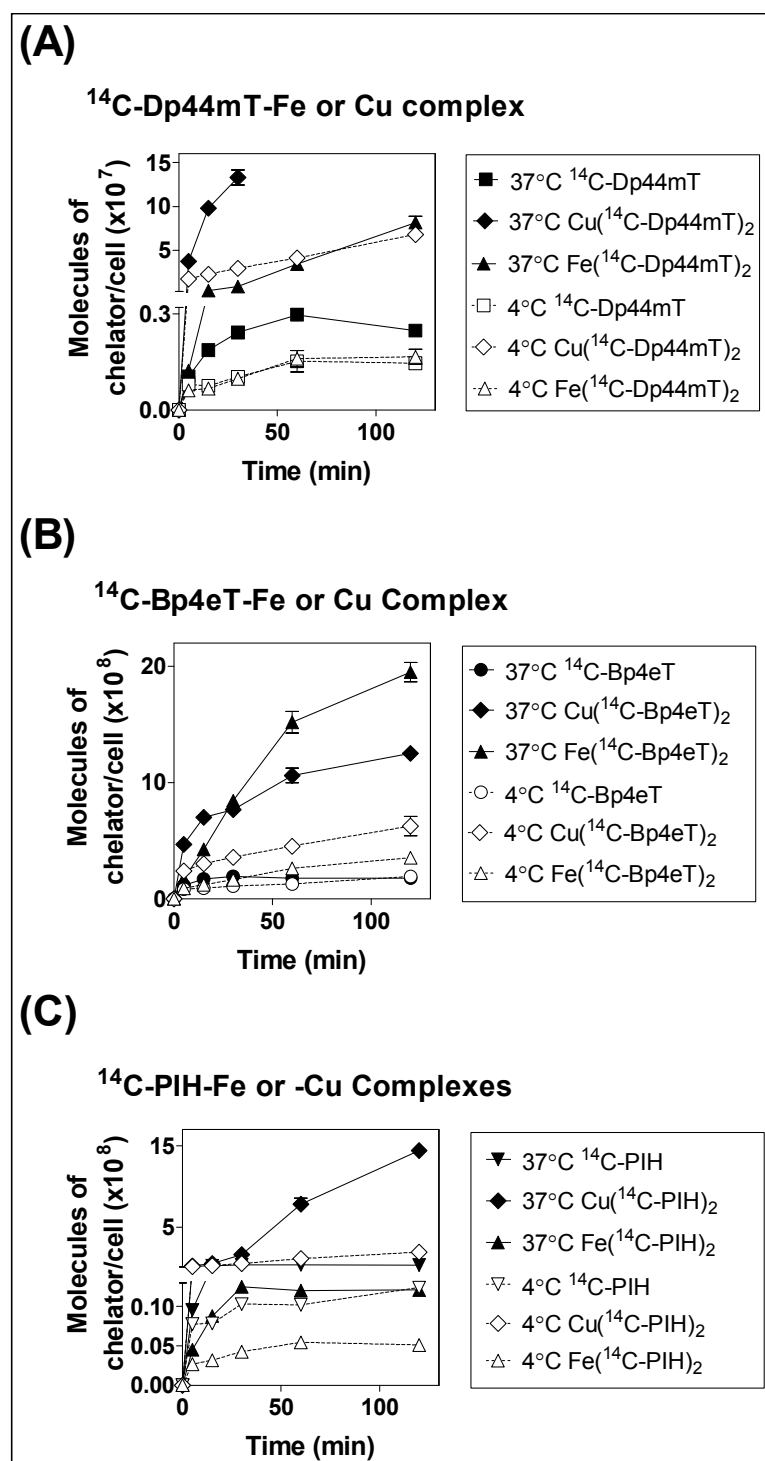 (A)
¹⁴C-Dp44mT-Fe or Cu complex
Molecules of
chelator/cell (x10⁷)
15
10
5
0.3
0.0
0 50 100
Time (min)
37°C ¹⁴C-Dp44mT
37°C Cu(¹⁴C-Dp44mT)₂
37°C Fe(¹⁴C-Dp44mT)₂
4°C ¹⁴C-Dp44mT
4°C Cu(¹⁴C-Dp44mT)₂
4°C Fe(¹⁴C-Dp44mT)₂
(B)
¹⁴C-Bp4eT-Fe or Cu Complex
Molecules of
chelator/cell (x10⁸)
20
10
0
0 50 100
Time (min)
37°C ¹⁴C-Bp4eT
37°C Cu(¹⁴C-Bp4eT)₂
37°C Fe(¹⁴C-Bp4eT)₂
4°C ¹⁴C-Bp4eT
4°C Cu(¹⁴C-Bp4eT)₂
4°C Fe(¹⁴C-Bp4eT)₂
(C)
¹⁴C-PIH-Fe or -Cu Complexes
Molecules of
chelator/cell (x10⁸)
15
5
0.10
0.05
0.00
0 50 100
Time (min)
37°C ¹⁴C-PIH
37°C Cu(¹⁴C-PIH)₂
37°C Fe(¹⁴C-PIH)₂
4°C ¹⁴C-PIH
4°C Cu(¹⁴C-PIH)₂
4°C Fe(¹⁴C-PIH)₂